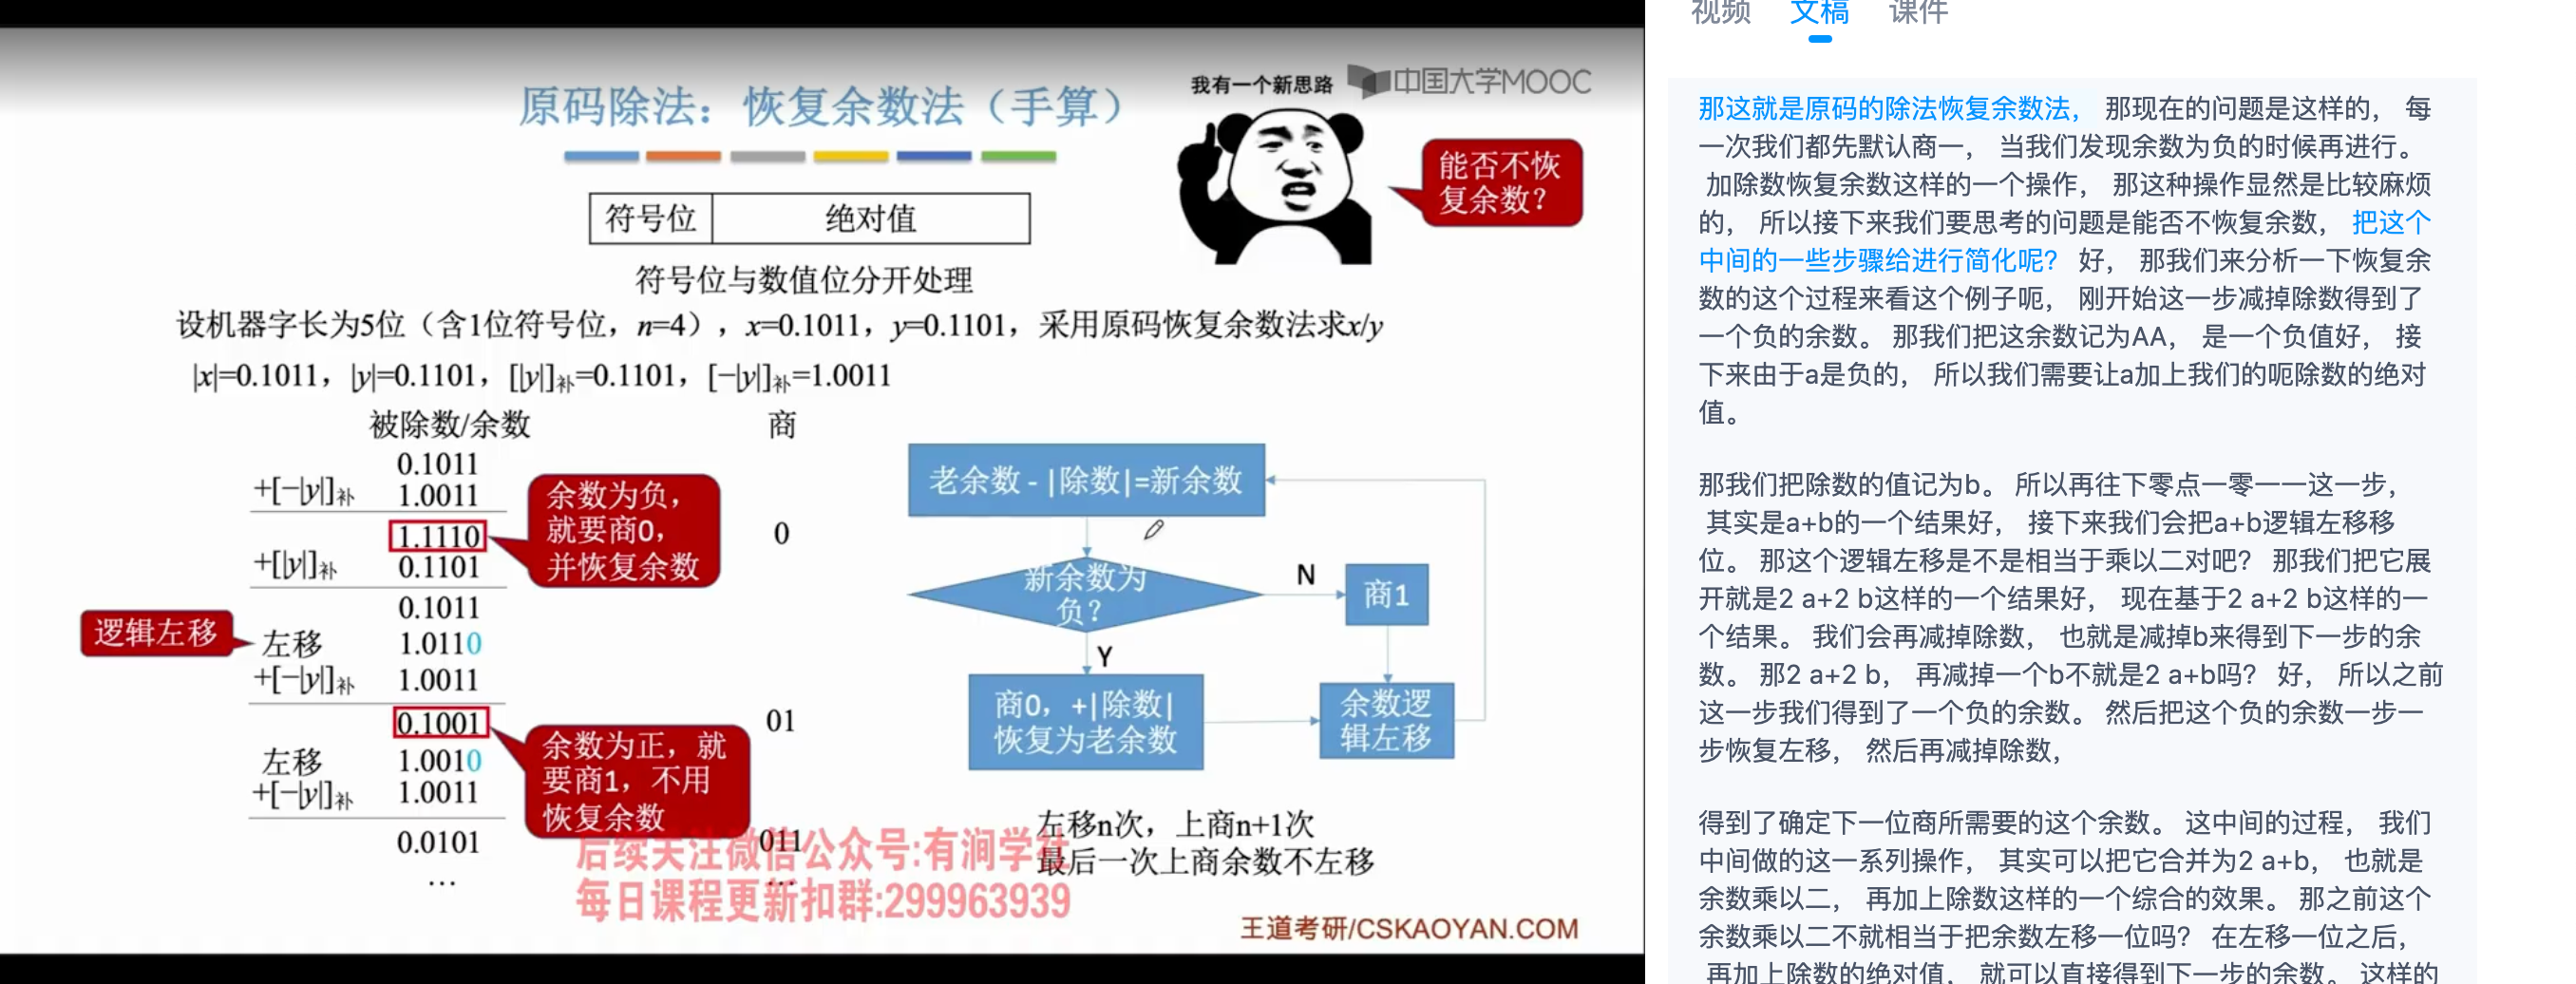 我有一个新思路
中国大学MOOC
原码除法：恢复余数法（手算）
能否不恢
复余数？
符号位 绝对值
符号位与数值位分开处理
设机器字长为5位（含1位符号位，n=4），x=0.1011，y=0.1101，采用原码恢复余数法求x/y
|x|=0.1011，|y|=0.1101，[|y|]补=0.1101，[−|y|]补=1.0011
被除数/余数 商
0.1011
+[−|y|]补 1.0011
1.1110 0
+[|y|]补 0.1101
0.1011
左移 1.0110
+[−|y|]补 1.0011
0.1001 01
左移 1.0010
+[−|y|]补 1.0011
0.0101 011
… …
余数为负，
就要商0，
并恢复余数
逻辑左移
余数为正，就
要商1，不用
恢复余数
老余数 - |除数|=新余数
新余数为
负？
N
商1
Y
商0，+|除数|
恢复为老余数
余数逻
辑左移
左移n次，上商n+1次
最后一次上商余数不左移
后续关注微信公众号:有涧学社
每日课程更新扣群:299963939
王道考研/CSKAOYAN.COM
视频 文稿 课件
那这就是原码的除法恢复余数法， 那现在的问题是这样的， 每
一次我们都先默认商一， 当我们发现余数为负的时候再进行。
加除数恢复余数这样的一个操作， 那这种操作显然是比较麻烦
的， 所以接下来我们要思考的问题是能否不恢复余数， 把这个
中间的一些步骤给进行简化呢？ 好， 那我们来分析一下恢复余
数的这个过程来看这个例子呃， 刚开始这一步减掉除数得到了
一个负的余数。 那我们把这余数记为AA， 是一个负值好， 接
下来由于a是负的， 所以我们需要让a加上我们的呃除数的绝对
值。
那我们把除数的值记为b。 所以再往下零点一零一一这一步，
其实是a+b的一个结果好， 接下来我们会把a+b逻辑左移移
位。 那这个逻辑左移是不是相当于乘以二对吧？ 那我们把它展
开就是2 a+2 b这样的一个结果好， 现在基于2 a+2 b这样的一
个结果。 我们会再减掉除数， 也就是减掉b来得到下一步的余
数。 那2 a+2 b， 再减掉一个b不就是2 a+b吗？ 好， 所以之前
这一步我们得到了一个负的余数。 然后把这个负的余数一步一
步恢复左移， 然后再减掉除数，
得到了确定下一位商所需要的这个余数。 这中间的过程， 我们
中间做的这一系列操作， 其实可以把它合并为2 a+b， 也就是
余数乘以二， 再加上除数这样的一个综合的效果。 那之前这个
余数乘以二不就相当于把余数左移一位吗？ 在左移一位之后，
再加上除数的绝对值， 就可以直接得到下一步的余数。 这样的